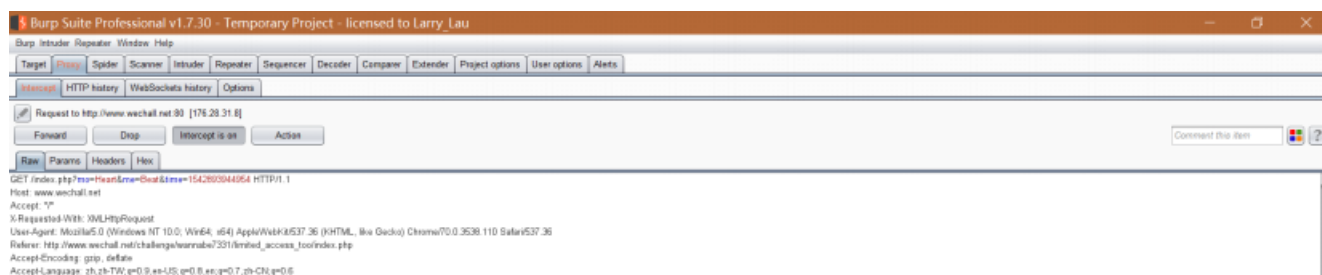 Burp Suite Professional v1.7.30 - Temporary Project - licensed to Larry_Lau
Burp Intruder Repeater Window Help
Target Proxy Spider Scanner Intruder Repeater Sequencer Decoder Comparer Extender Project options User options Alerts
Intercept HTTP history WebSockets history Options
Request to http://www.wechall.net:80 [176.28.31.8]
Forward Drop Intercept is on Action Comment this item ?
Raw Params Headers Hex
GET /index.php?mo=Heart&me=Beat&time=1542893944954 HTTP/1.1
Host: www.wechall.net
Accept: */*
X-Requested-With: XMLHttpRequest
User-Agent: Mozilla/5.0 (Windows NT 10.0; Win64; x64) AppleWebKit/537.36 (KHTML, like Gecko) Chrome/70.0.3538.110 Safari/537.36
Referer: http://www.wechall.net/challenge/wannabe7331/limited_access_too/index.php
Accept-Encoding: gzip, deflate
Accept-Language: zh,zh-TW;q=0.9,en-US;q=0.8,en;q=0.7,zh-CN;q=0.6